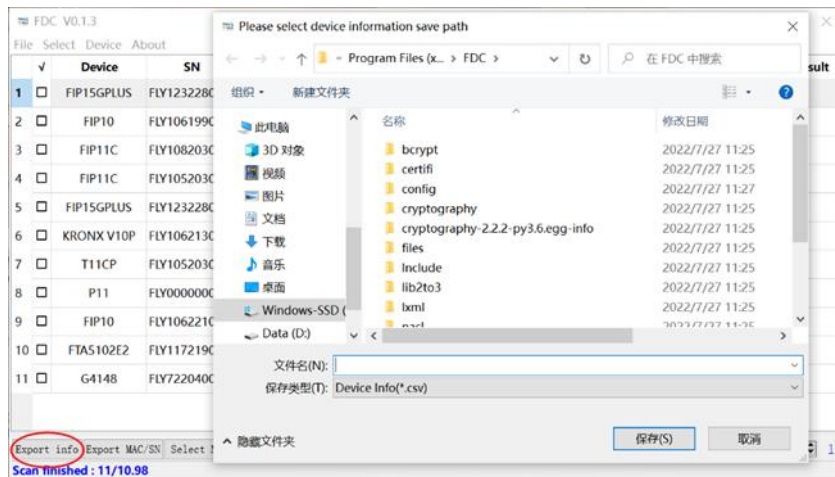 FDC V0.1.3
File Select Device About
√ Device SN
1 FIP15GPLUS FLY1232280
2 FIP10 FLY1061990
3 FIP11C FLY1082030
4 FIP11C FLY1052030
5 FIP15GPLUS FLY1232280
6 KRONX V10P FLY1062130
7 T11CP FLY1052030
8 P11 FLY0000000
9 FIP10 FLY1062210
10 FTA5102E2 FLY1172190
11 G4148 FLY7220400
Export info Export MAC/SN Select
Scan finished : 11/10.98
Please select device information save path
Program Files (x... > FDC >
在 FDC 中搜索
组织
新建文件夹
此电脑
3D 对象
视频
图片
文档
下载
音乐
桌面
Windows-SSD (
Data (D:)
名称 修改日期
bcrypt 2022/7/27 11:25
certifi 2022/7/27 11:25
config 2022/7/27 11:27
cryptography 2022/7/27 11:25
cryptography-2.2.2-py3.6.egg-info 2022/7/27 11:25
files 2022/7/27 11:25
Include 2022/7/27 11:25
lib2to3 2022/7/27 11:25
lxml 2022/7/27 11:25
nacl 2022/7/27 11:25
文件名(N):
保存类型(T): Device Info(*.csv)
隐藏文件夹
保存(S)
取消
sult
1